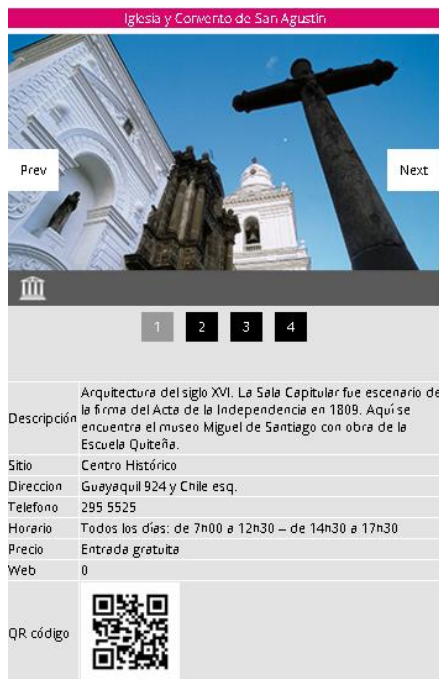 Iglesia y Convento de San Agustín
Prev
Next
1 2 3 4
Descripción
Arquitectura del siglo XVI. La Sala Capitular fue escenario de
la firma del Acta de la Independencia en 1809. Aquí se
encuentra el museo Miguel de Santiago con obra de la
Escuela Quiteña.
Sitio Centro Histórico
Direccion Guayaquil 924 y Chile esq.
Telefono 295 5525
Horario Todos los días: de 7h00 a 12h30 – de 14h30 a 17h30
Precio Entrada gratuita
Web 0
QR código